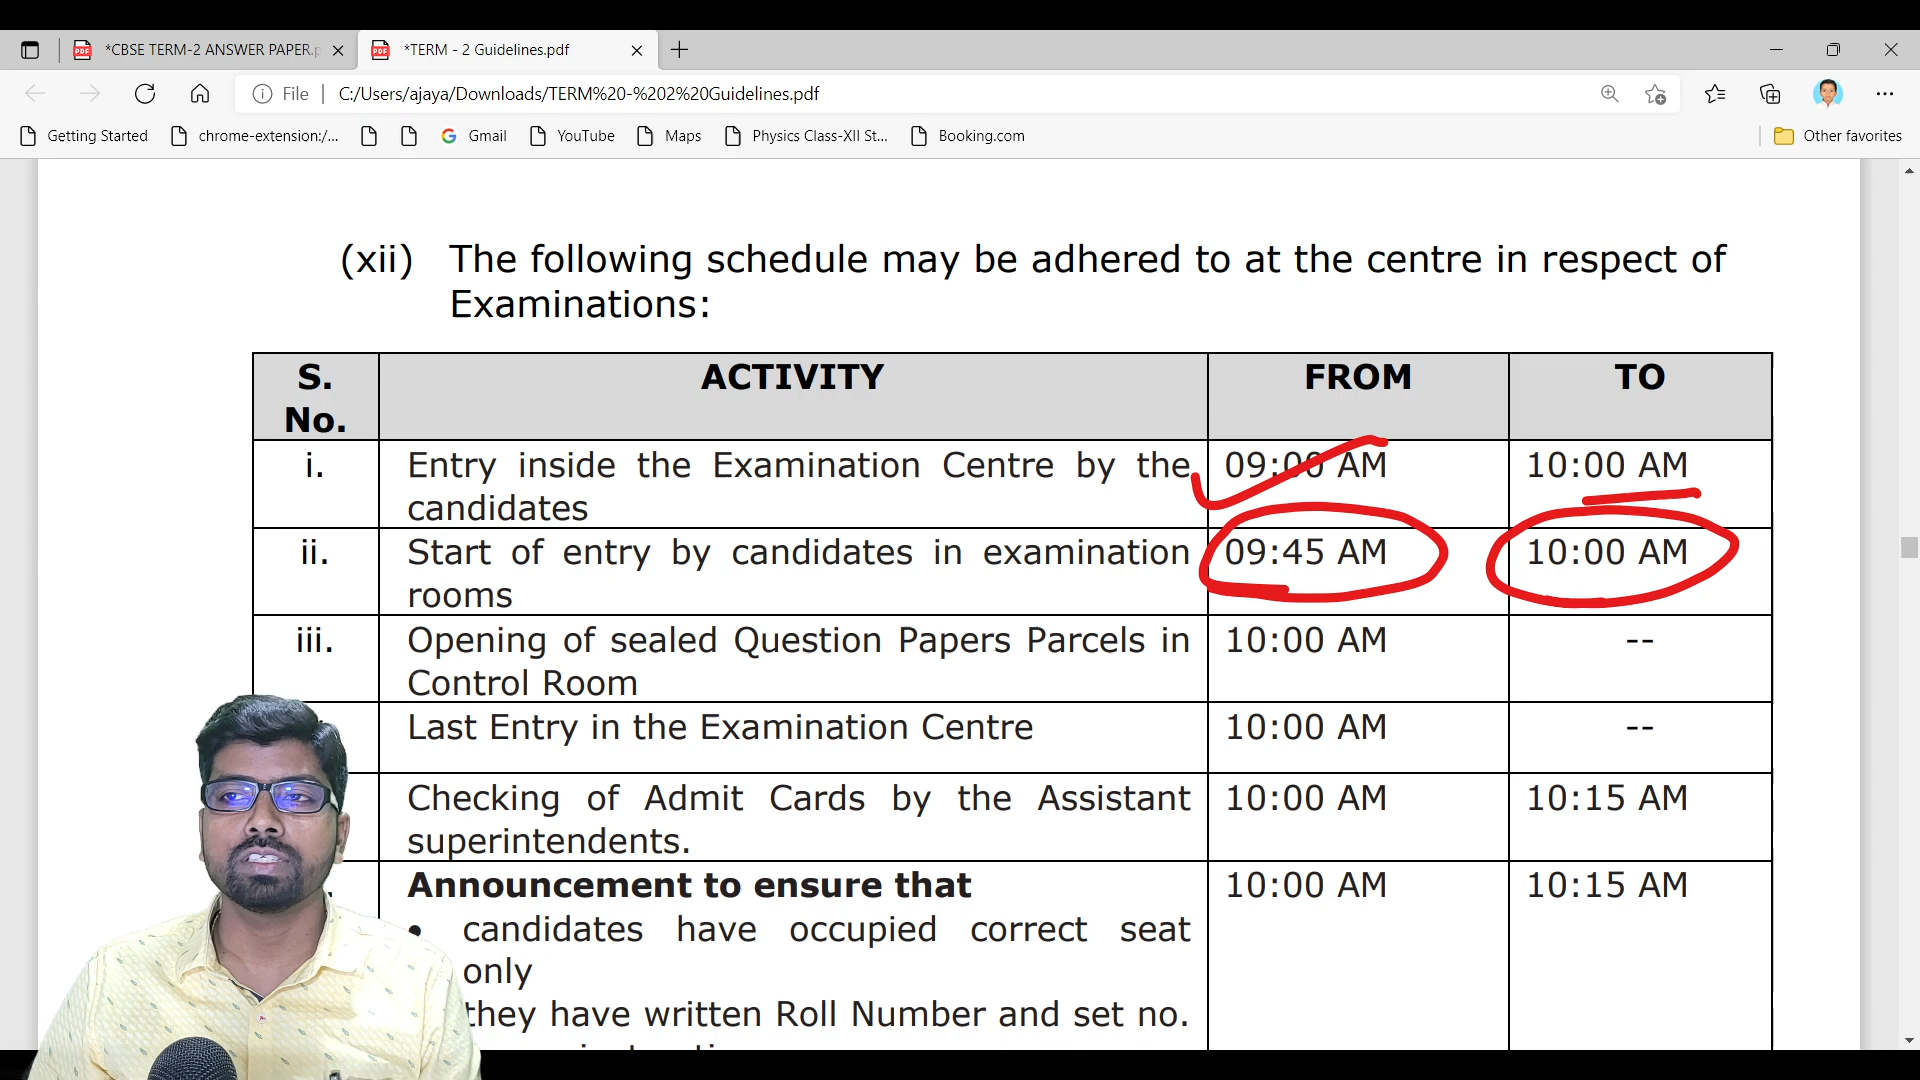 *CBSE TERM-2 ANSWER PAPER.p
*TERM - 2 Guidelines.pdf
File
C:/Users/ajaya/Downloads/TERM%20-%202%20Guidelines.pdf
Getting Started
chrome-extension:/...
Gmail
YouTube
Maps
Physics Class-XII St...
Booking.com
Other favorites
(xii) The following schedule may be adhered to at the centre in respect of
Examinations:
S. No. ACTIVITY FROM TO
i. Entry inside the Examination Centre by the 09:00 AM 10:00 AM
candidates
ii. Start of entry by candidates in examination 09:45 AM 10:00 AM
rooms
iii. Opening of sealed Question Papers Parcels in 10:00 AM --
Control Room
Last Entry in the Examination Centre 10:00 AM --
Checking of Admit Cards by the Assistant 10:00 AM 10:15 AM
superintendents.
Announcement to ensure that 10:00 AM 10:15 AM
• candidates have occupied correct seat
only
they have written Roll Number and set no.